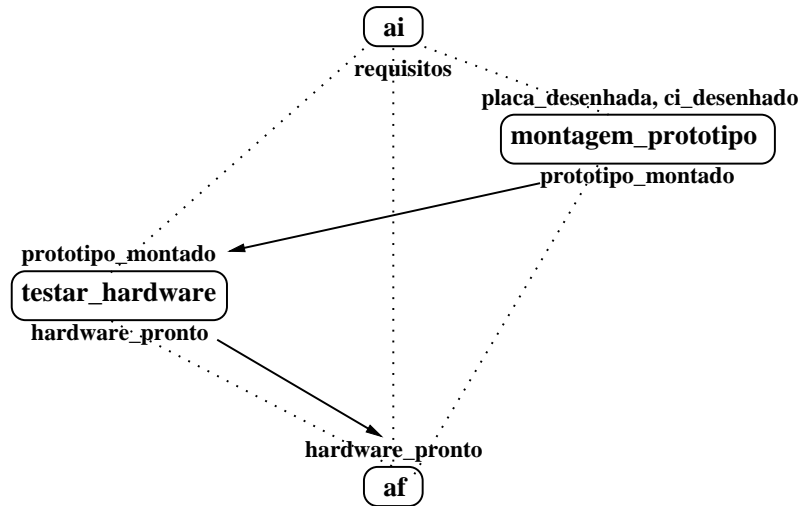 ai
requisitos
placa_desenhada, ci_desenhado
montagem_prototipo
prototipo_montado
prototipo_montado
testar_hardware
hardware_pronto
hardware_pronto
af